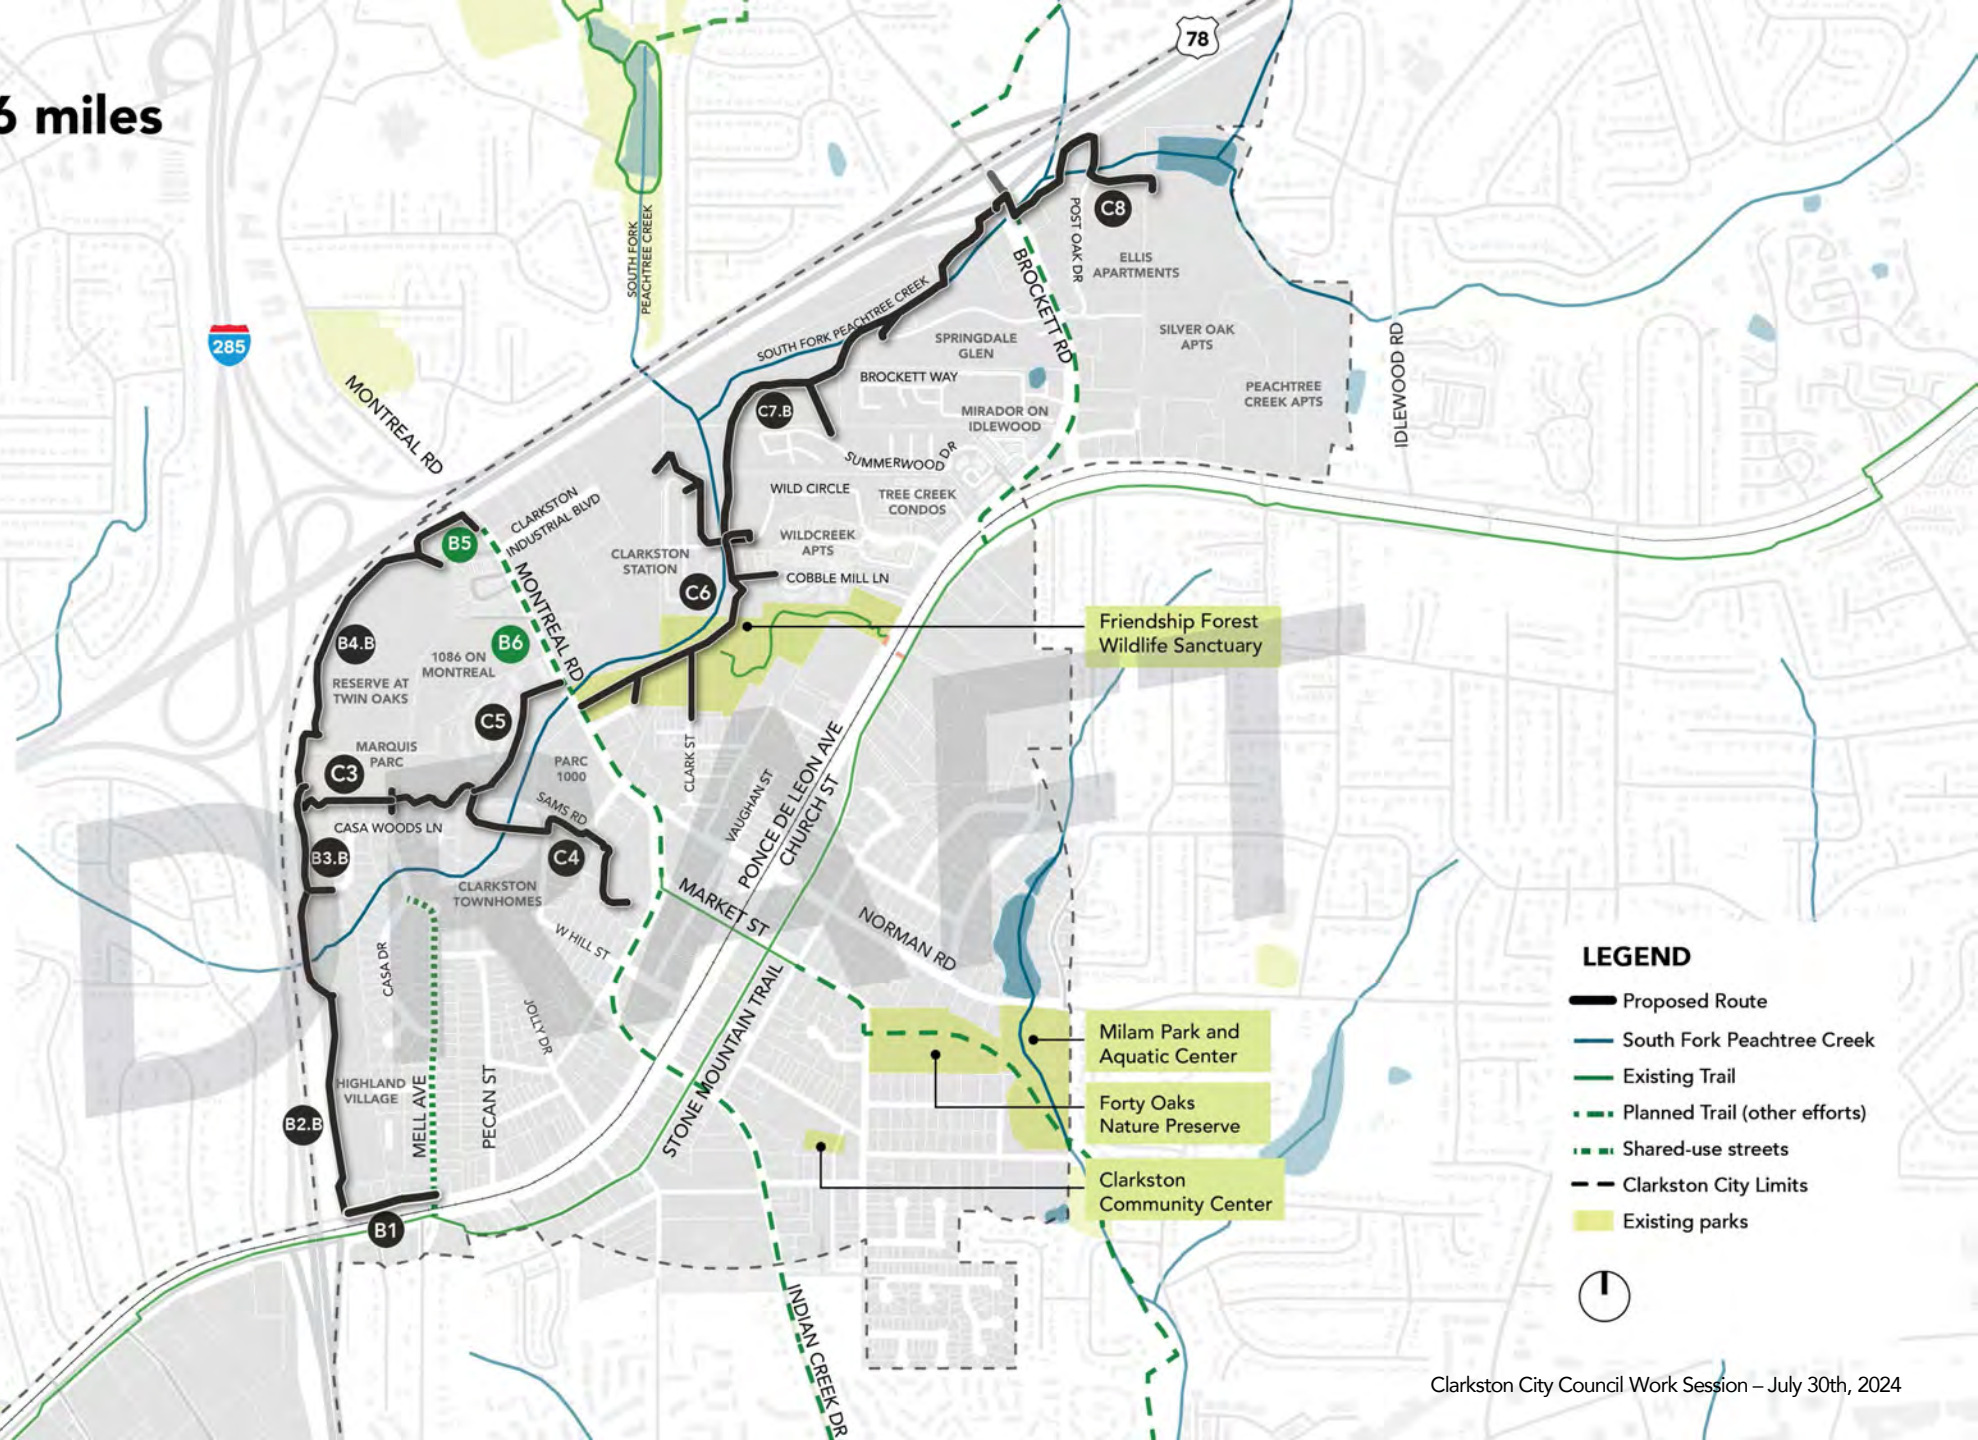 6 miles
78
285
SOUTH FORK
PEACHTREE CREEK
MONTREAL RD
C8
POST OAK DR
BROCKETT RD
ELLIS
APARTMENTS
SOUTH FORK PEACHTREE CREEK
SPRINGDALE
GLEN
SILVER OAK
APTS
IDLEWOOD RD
BROCKETT WAY
PEACHTREE
CREEK APTS
C7.B
MIRADOR ON
IDLEWOOD
SUMMERWOOD DR
WILD CIRCLE
TREE CREEK
CONDOS
CLARKSTON
INDUSTRIAL BLVD
B5
WILDCREEK
APTS
CLARKSTON
STATION
MONTREAL RD
C6
COBBLE MILL LN
B4.B
B6
1086 ON
MONTREAL
Friendship Forest
Wildlife Sanctuary
RESERVE AT
TWIN OAKS
C5
MARQUIS
PARC
C3
PARC
1000
CLARK ST
VAUGHAN ST
PONCE DE LEON AVE
CHURCH ST
SAMS RD
CASA WOODS LN
B3.B
C4
CLARKSTON
TOWNHOMES
MARKET ST
NORMAN RD
W HILL ST
CASA DR
JOLLY DR
STONE MOUNTAIN TRAIL
DRAFT
Milam Park and
Aquatic Center
Forty Oaks
Nature Preserve
Clarkston
Community Center
HIGHLAND
VILLAGE
MELL AVE
PECAN ST
B2.B
B1
INDIAN CREEK DR
LEGEND
Proposed Route
South Fork Peachtree Creek
Existing Trail
Planned Trail (other efforts)
Shared-use streets
Clarkston City Limits
Existing parks
Clarkston City Council Work Session – July 30th, 2024